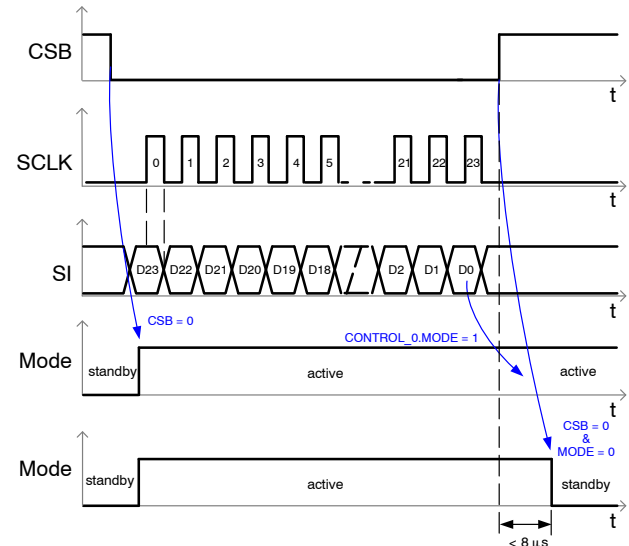 CSB
t
SCLK
0 1 2 3 4 5 21 22 23
t
SI
D23 D22 D21 D20 D19 D18 D2 D1 D0
t
CSB = 0
CONTROL_0.MODE = 1
Mode
standby active active
t
CSB = 0
&
MODE = 0
Mode
standby active standby
t
< 8 µs